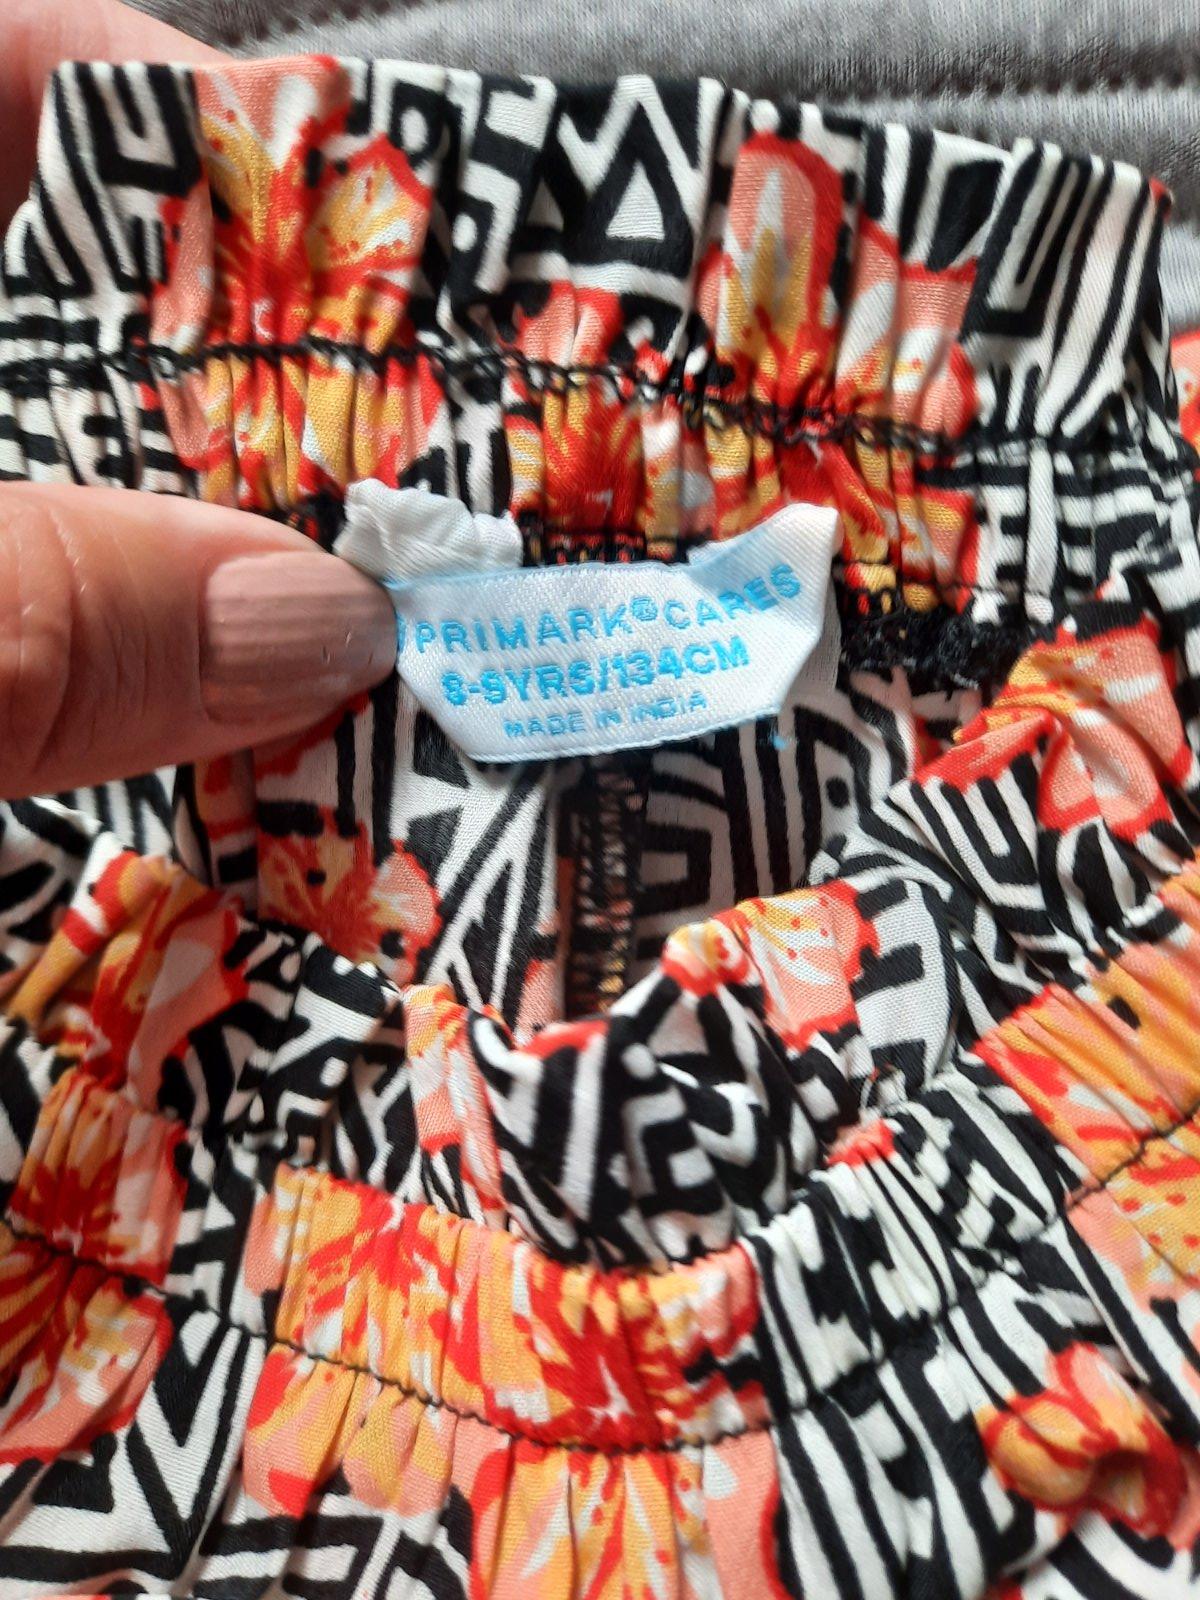 PRIMARK® CARES
8-9YRS/134CM
MADE IN INDIA